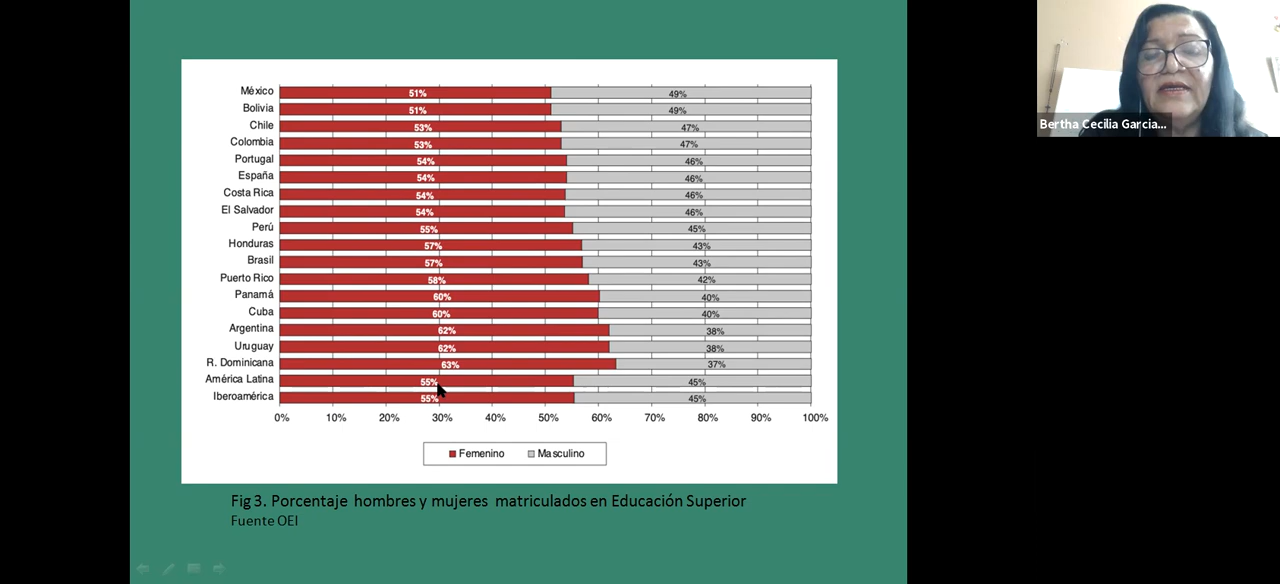 México 51% 49%
Bolivia 51% 49%
Chile 53% 47%
Colombia 53% 47%
Portugal 54% 46%
España 54% 46%
Costa Rica 54% 46%
El Salvador 54% 46%
Perú 55% 45%
Honduras 57% 43%
Brasil 57% 43%
Puerto Rico 58% 42%
Panamá 60% 40%
Cuba 60% 40%
Argentina 62% 38%
Uruguay 62% 38%
R. Dominicana 63% 37%
América Latina 55% 45%
Iberoamérica 55% 45%
0% 10% 20% 30% 40% 50% 60% 70% 80% 90% 100%
Femenino Masculino
Fig 3. Porcentaje hombres y mujeres matriculados en Educación Superior
Fuente OEI
Bertha Cecilia Garcia...